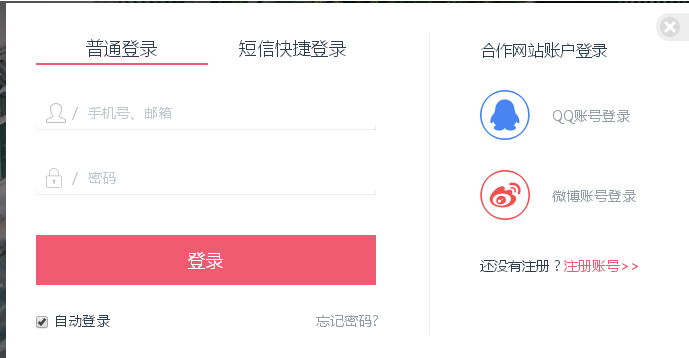 普通登录
短信快捷登录
/ 手机号、邮箱
/ 密码
登录
自动登录
忘记密码?
合作网站账户登录
QQ账号登录
微博账号登录
还没有注册？注册账号>>